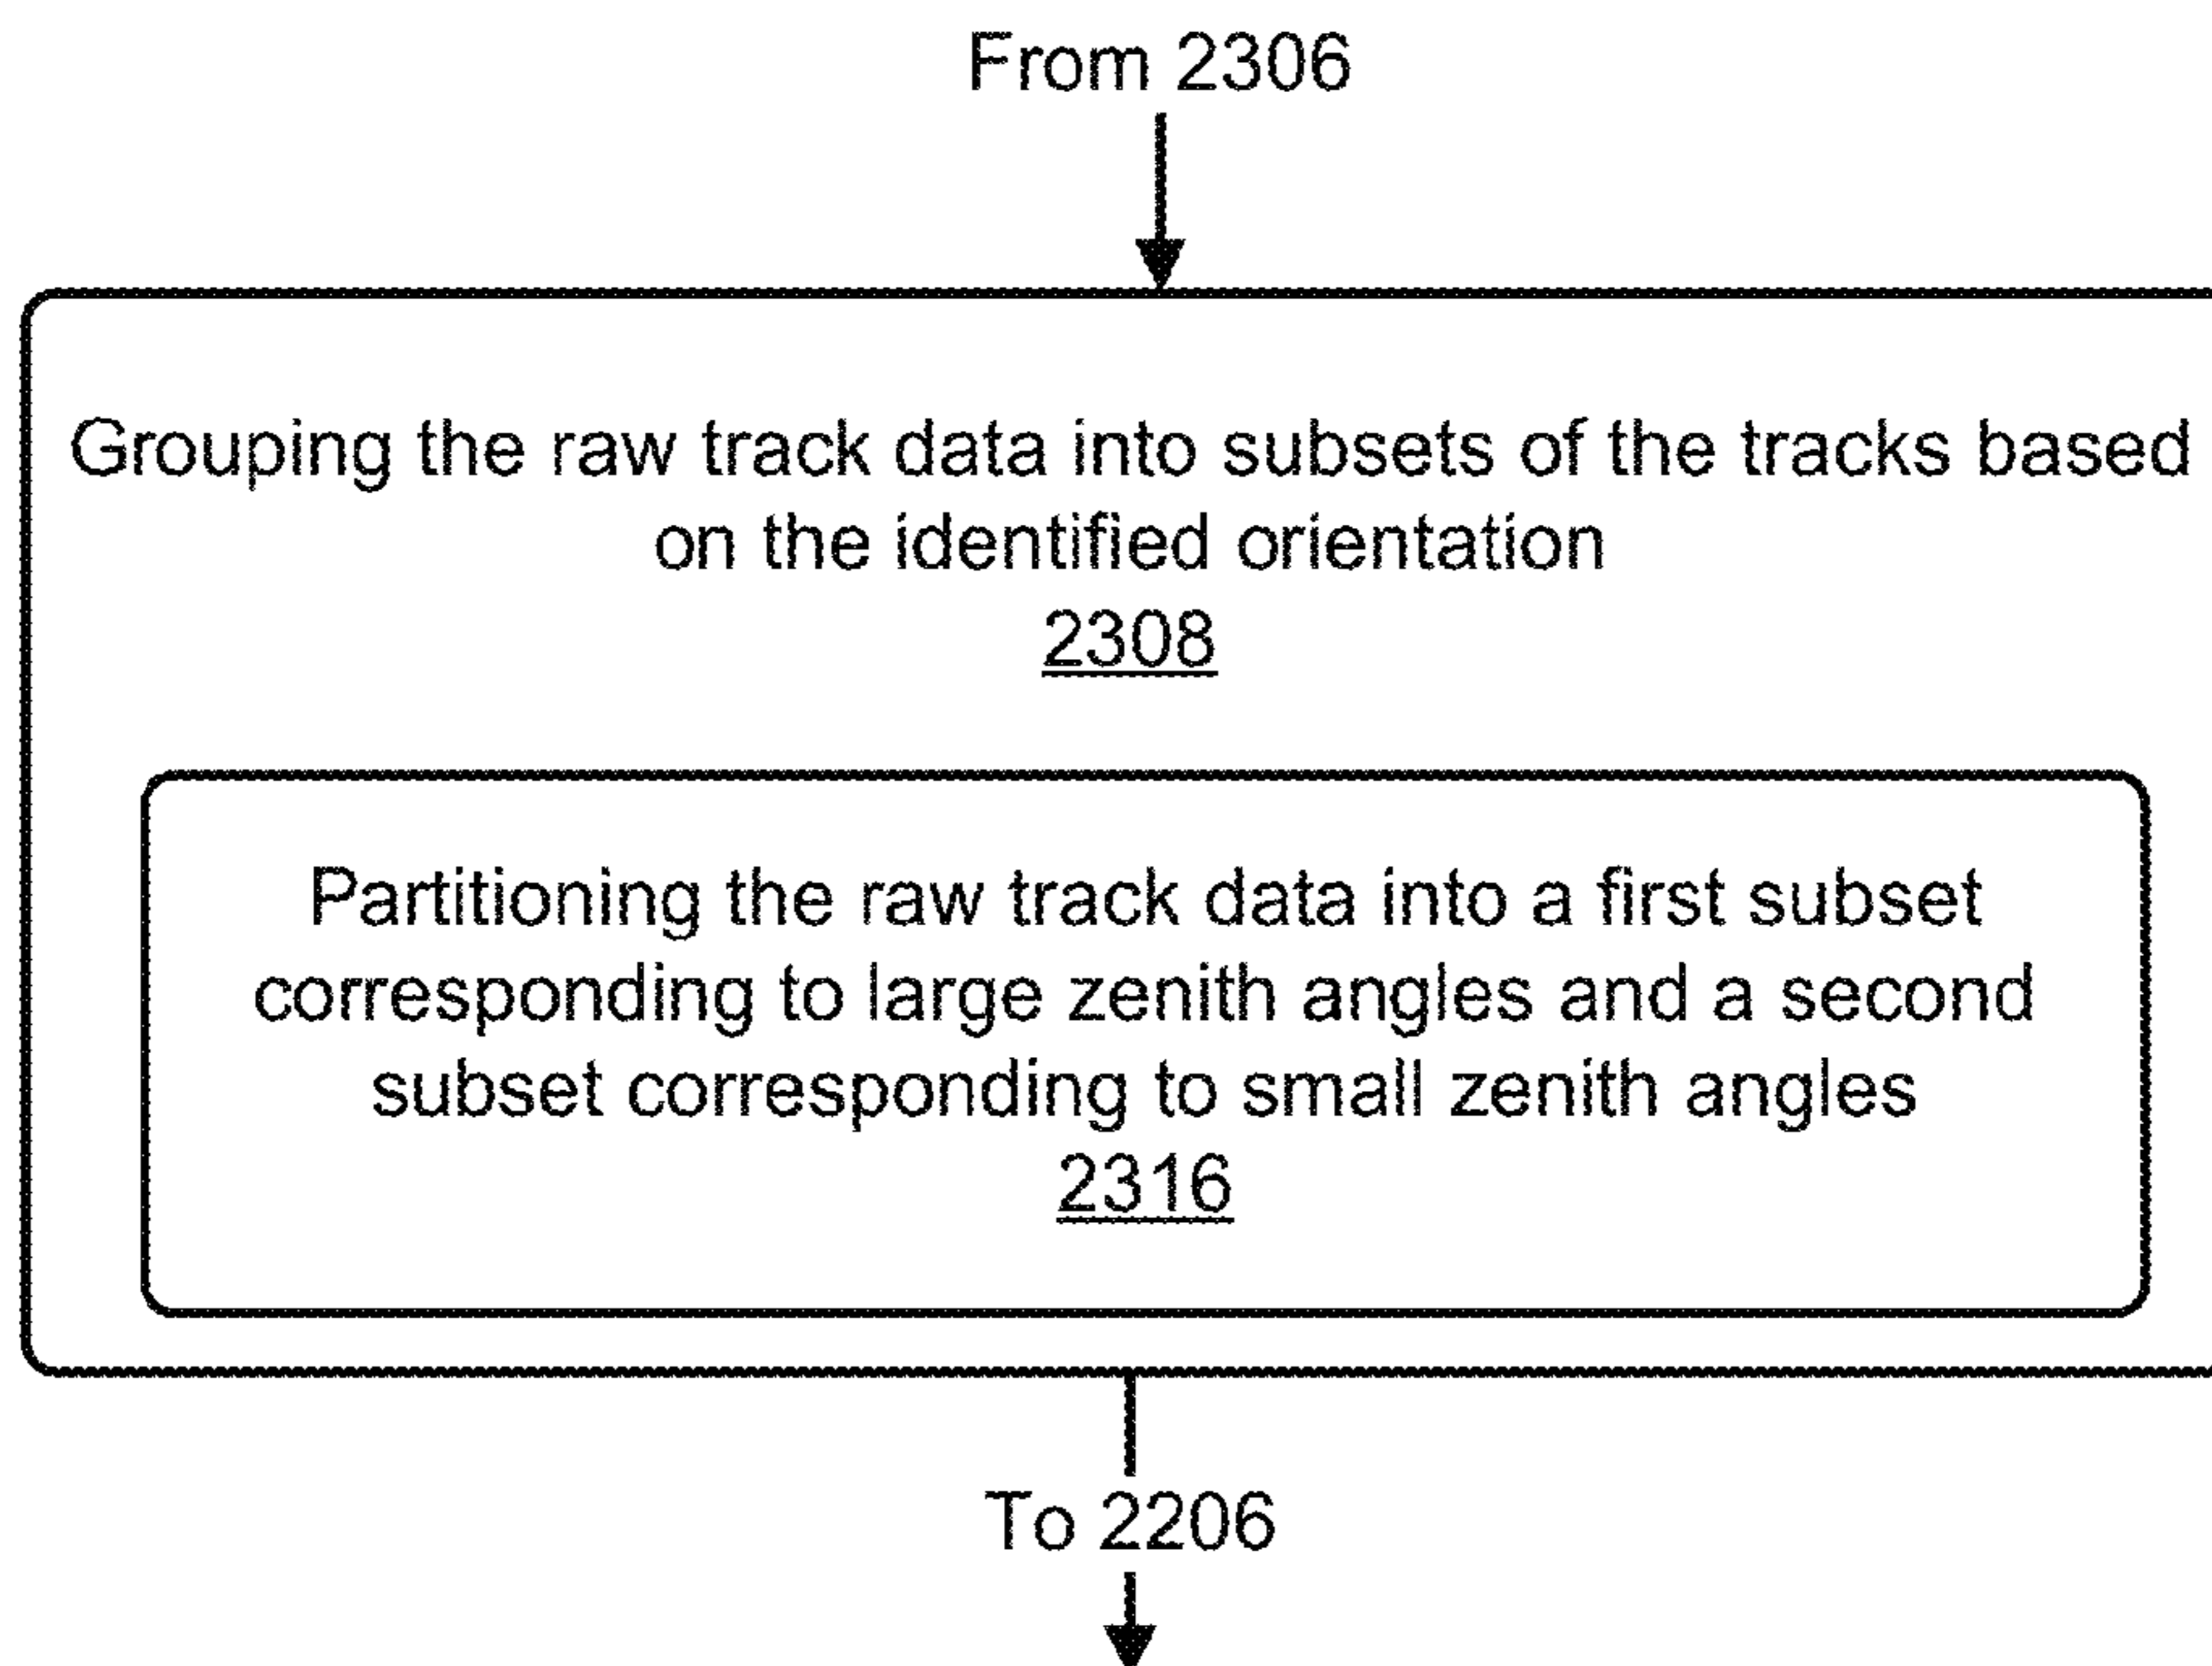 From 2306
Grouping the raw track data into subsets of the tracks based
on the identified orientation
2308
Partitioning the raw track data into a first subset
corresponding to large zenith angles and a second
subset corresponding to small zenith angles
2316
To 2206